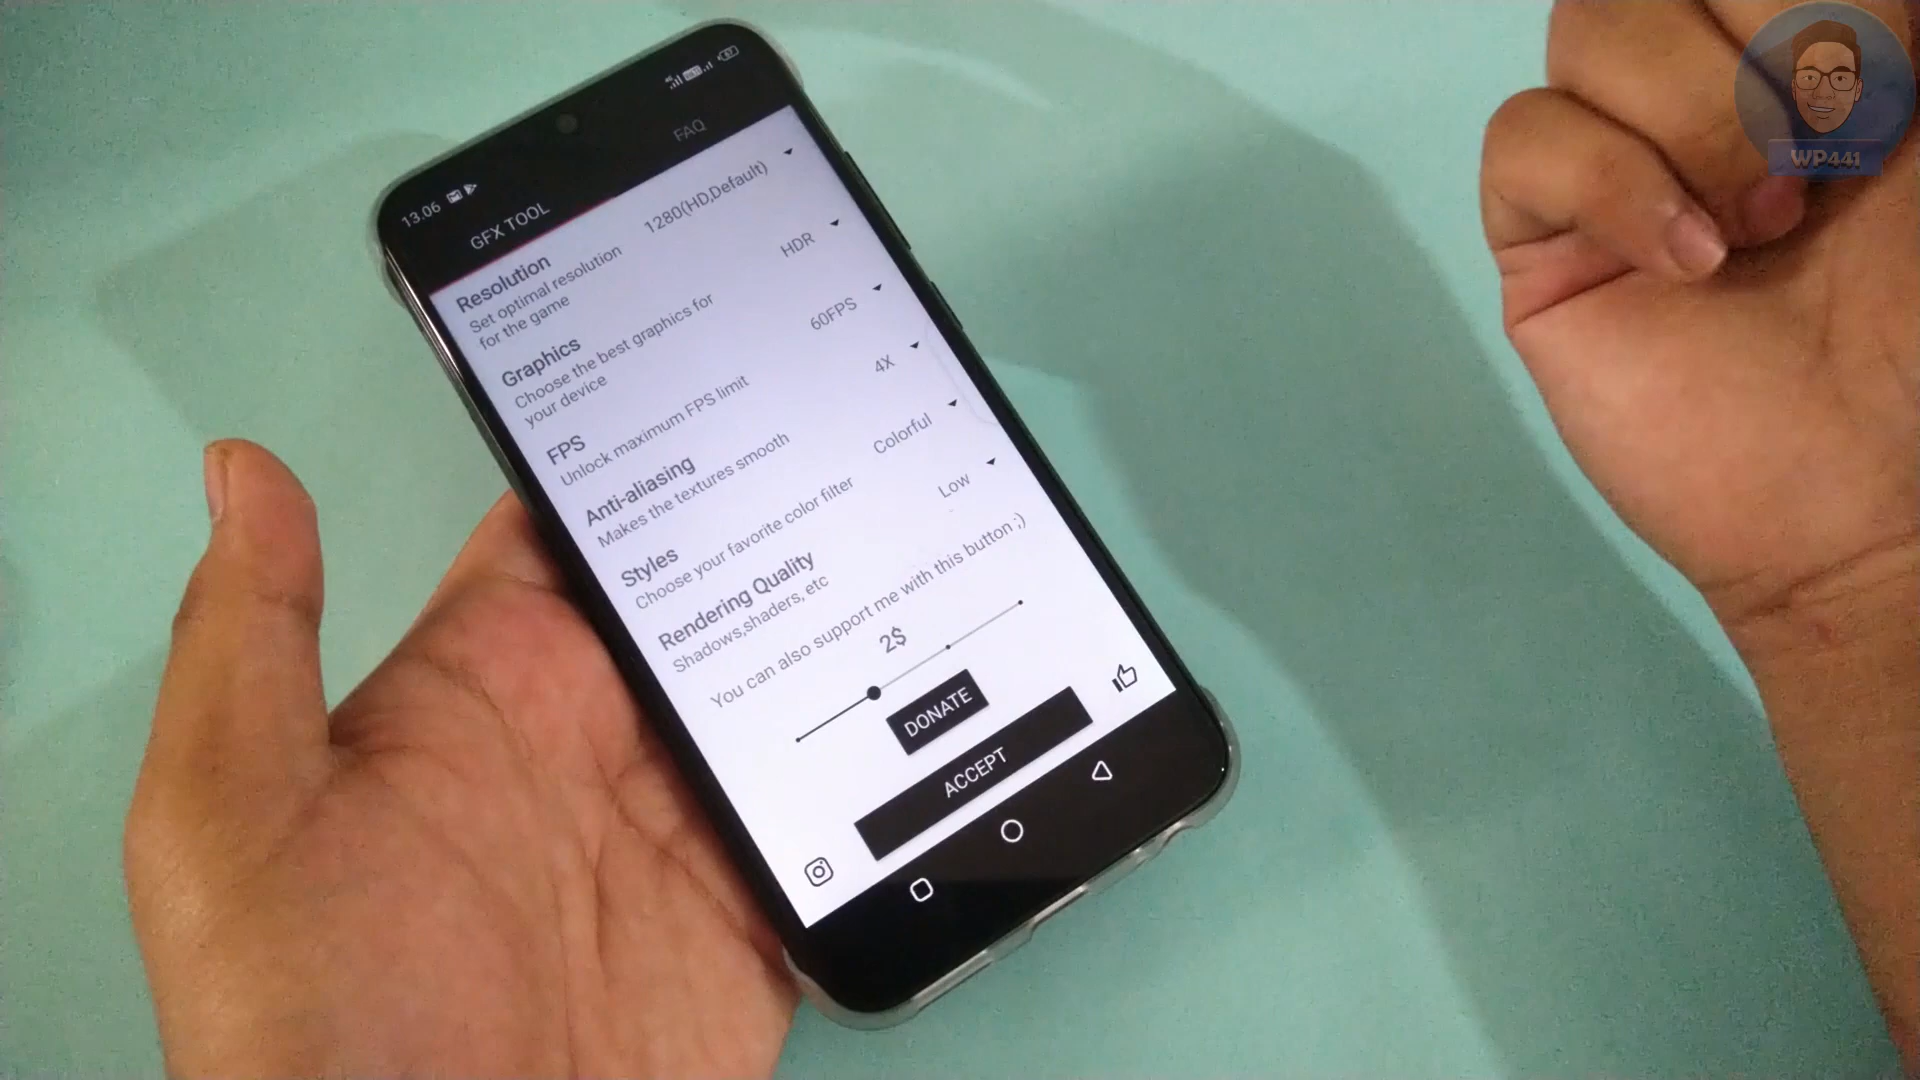 13.06
GFX TOOL
FAQ
Resolution
Set optimal resolution
for the game
1280(HD,Default)
Graphics
Choose the best graphics for
your device
HDR
FPS
Unlock maximum FPS limit
60FPS
Anti-aliasing
Makes the textures smooth
4X
Styles
Choose your favorite color filter
Colorful
Rendering Quality
Shadows,shaders, etc
Low
You can also support me with this button ;)
2$
DONATE
ACCEPT
WP441